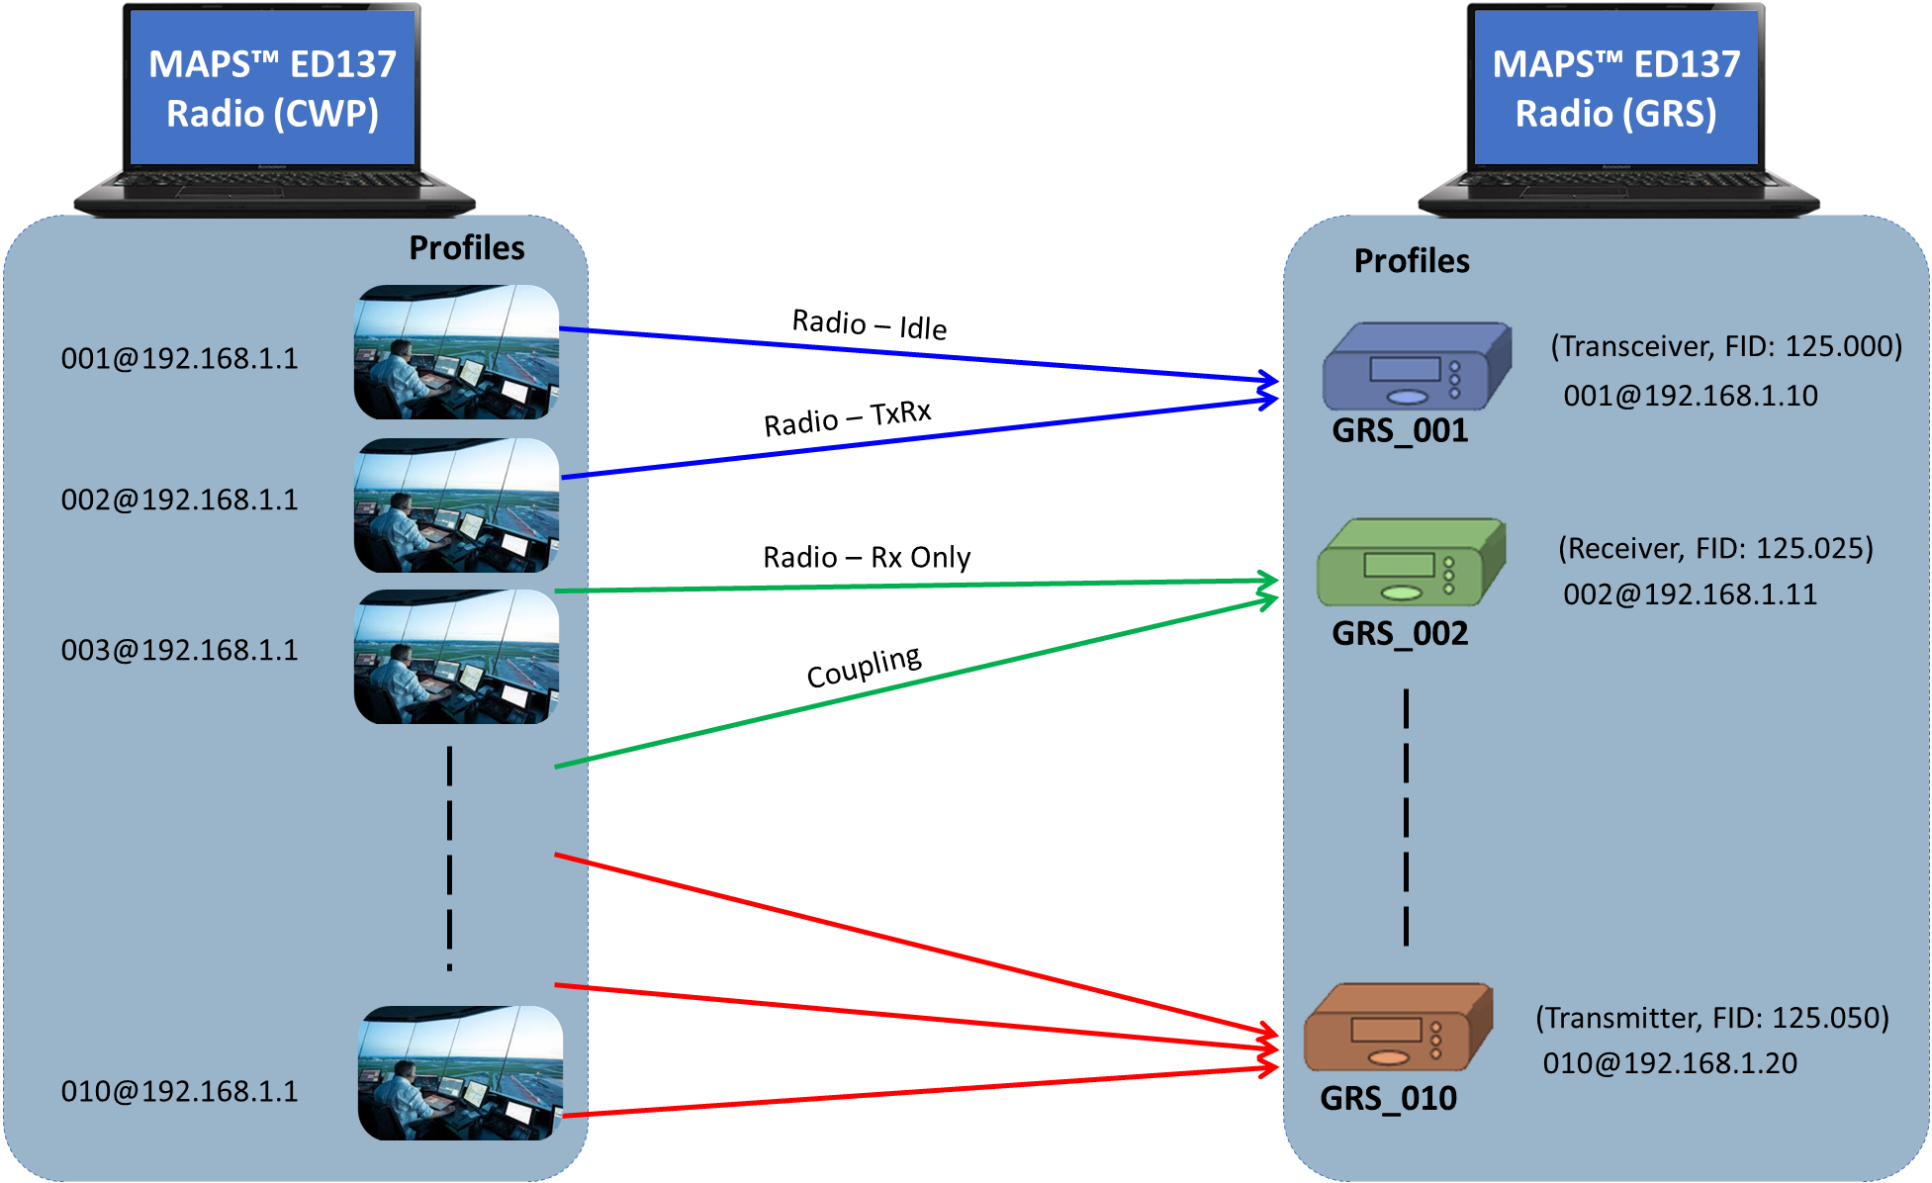 MAPS™ ED137
Radio (CWP)
MAPS™ ED137
Radio (GRS)
Profiles
001@192.168.1.1
002@192.168.1.1
003@192.168.1.1
010@192.168.1.1
Radio – Idle
Radio – TxRx
Radio – Rx Only
Coupling
Profiles
(Transceiver, FID: 125.000)
001@192.168.1.10
GRS_001
(Receiver, FID: 125.025)
002@192.168.1.11
GRS_002
(Transmitter, FID: 125.050)
010@192.168.1.20
GRS_010